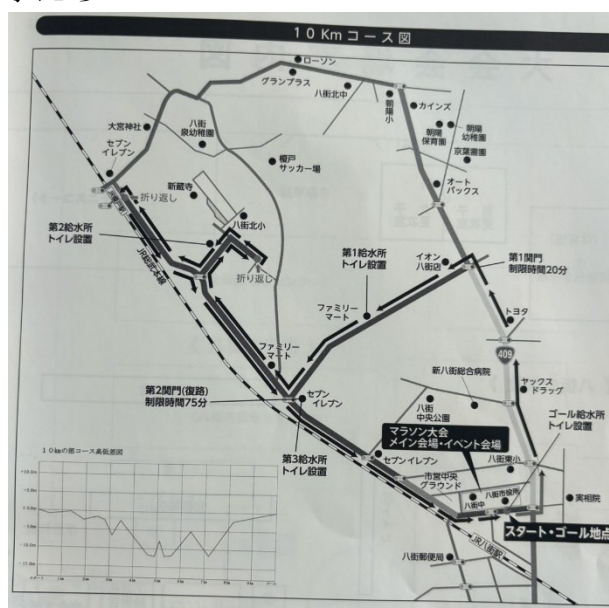 10Kmコース図
ローソン
グランプラス
八街北中
朝陽小
カインズ
朝陽
保育園
朝陽
幼稚園
京葉園
大宮神社
八街
泉幼稚園
榎戸
サッカー場
セブン
イレブン
オート
バックス
新蔵寺
折り返し
第2給水所
トイレ設置
八街北小
JR総武本線
折り返し
第1給水所
トイレ設置
イオン
八街店
第1関門
制限時間20分
ファミリー
マート
トヨタ
409
ファミリー
マート
新八街総合病院
ヤックス
ドラッグ
第2関門(復路)
制限時間75分
セブン
イレブン
八街
中央公園
ゴール給水所
トイレ設置
マラソン大会
メイン会場・イベント会場
第3給水所
トイレ設置
セブンイレブン
八街東小
市営中央
グラウンド
八街中
八街市役所
実相院
スタート・ゴール地点
JR八街駅
八街郵便局
10kmの部コース高低差図